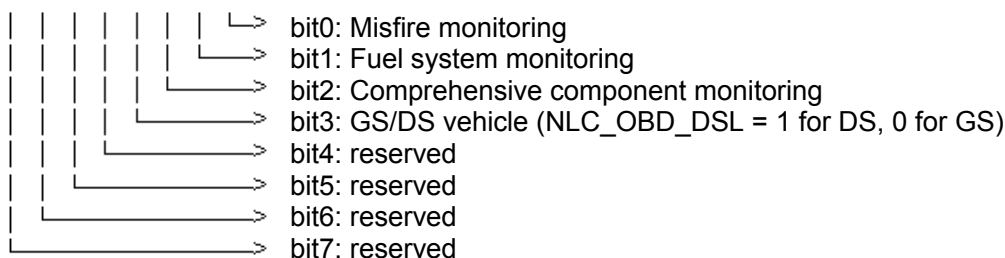 bit0: Misfire monitoring
bit1: Fuel system monitoring
bit2: Comprehensive component monitoring
bit3: GS/DS vehicle (NLC_OBD_DSL = 1 for DS, 0 for GS)
bit4: reserved
bit5: reserved
bit6: reserved
bit7: reserved